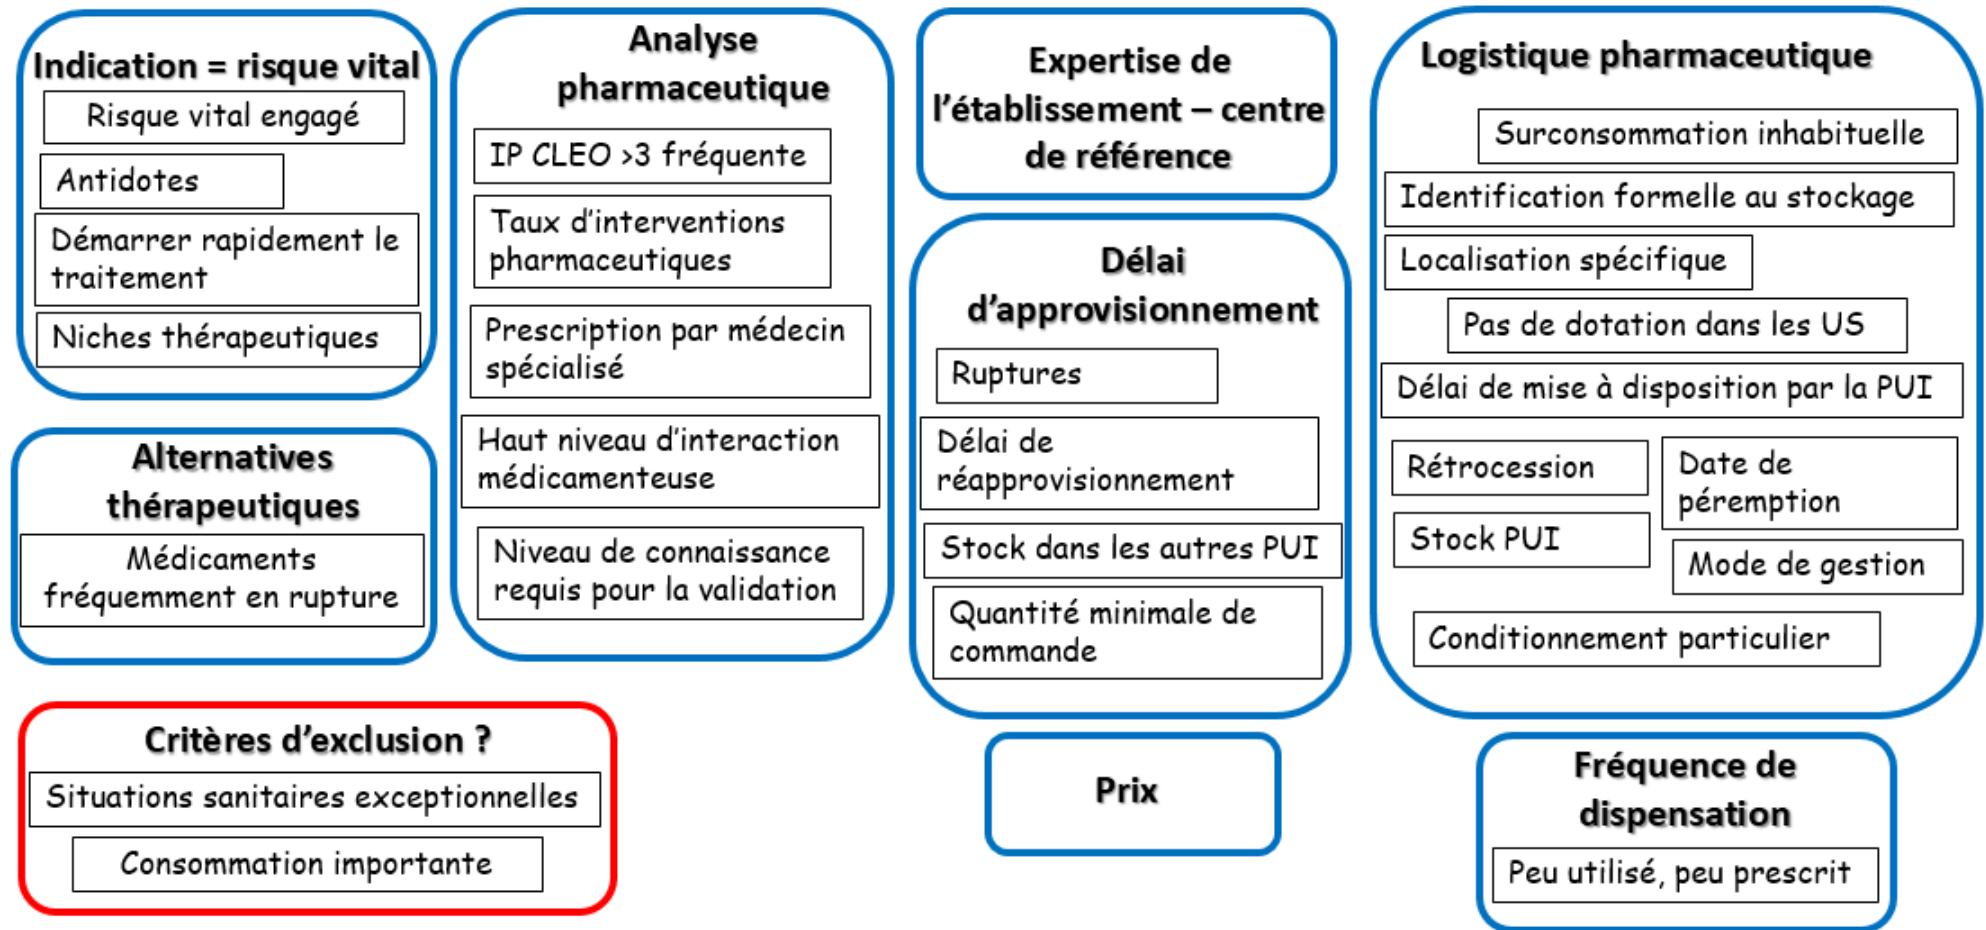 Indication = risque vital
Risque vital engagé
Antidotes
Démarrer rapidement le
traitement
Niches thérapeutiques
Alternatives
thérapeutiques
Médicaments
fréquemment en rupture
Analyse
pharmaceutique
IP CLEO >3 fréquente
Taux d’interventions
pharmaceutiques
Prescription par médecin
spécialisé
Haut niveau d’interaction
médicamenteuse
Niveau de connaissance
requis pour la validation
Expertise de
l’établissement – centre
de référence
Délai
d’approvisionnement
Ruptures
Délai de
réapprovisionnement
Stock dans les autres PUI
Quantité minimale de
commande
Logistique pharmaceutique
Surconsommation inhabituelle
Identification formelle au stockage
Localisation spécifique
Pas de dotation dans les US
Délai de mise à disposition par la PUI
Rétrocession
Date de
péremption
Stock PUI
Mode de gestion
Conditionnement particulier
Critères d’exclusion ?
Situations sanitaires exceptionnelles
Consommation importante
Prix
Fréquence de
dispensation
Peu utilisé, peu prescrit